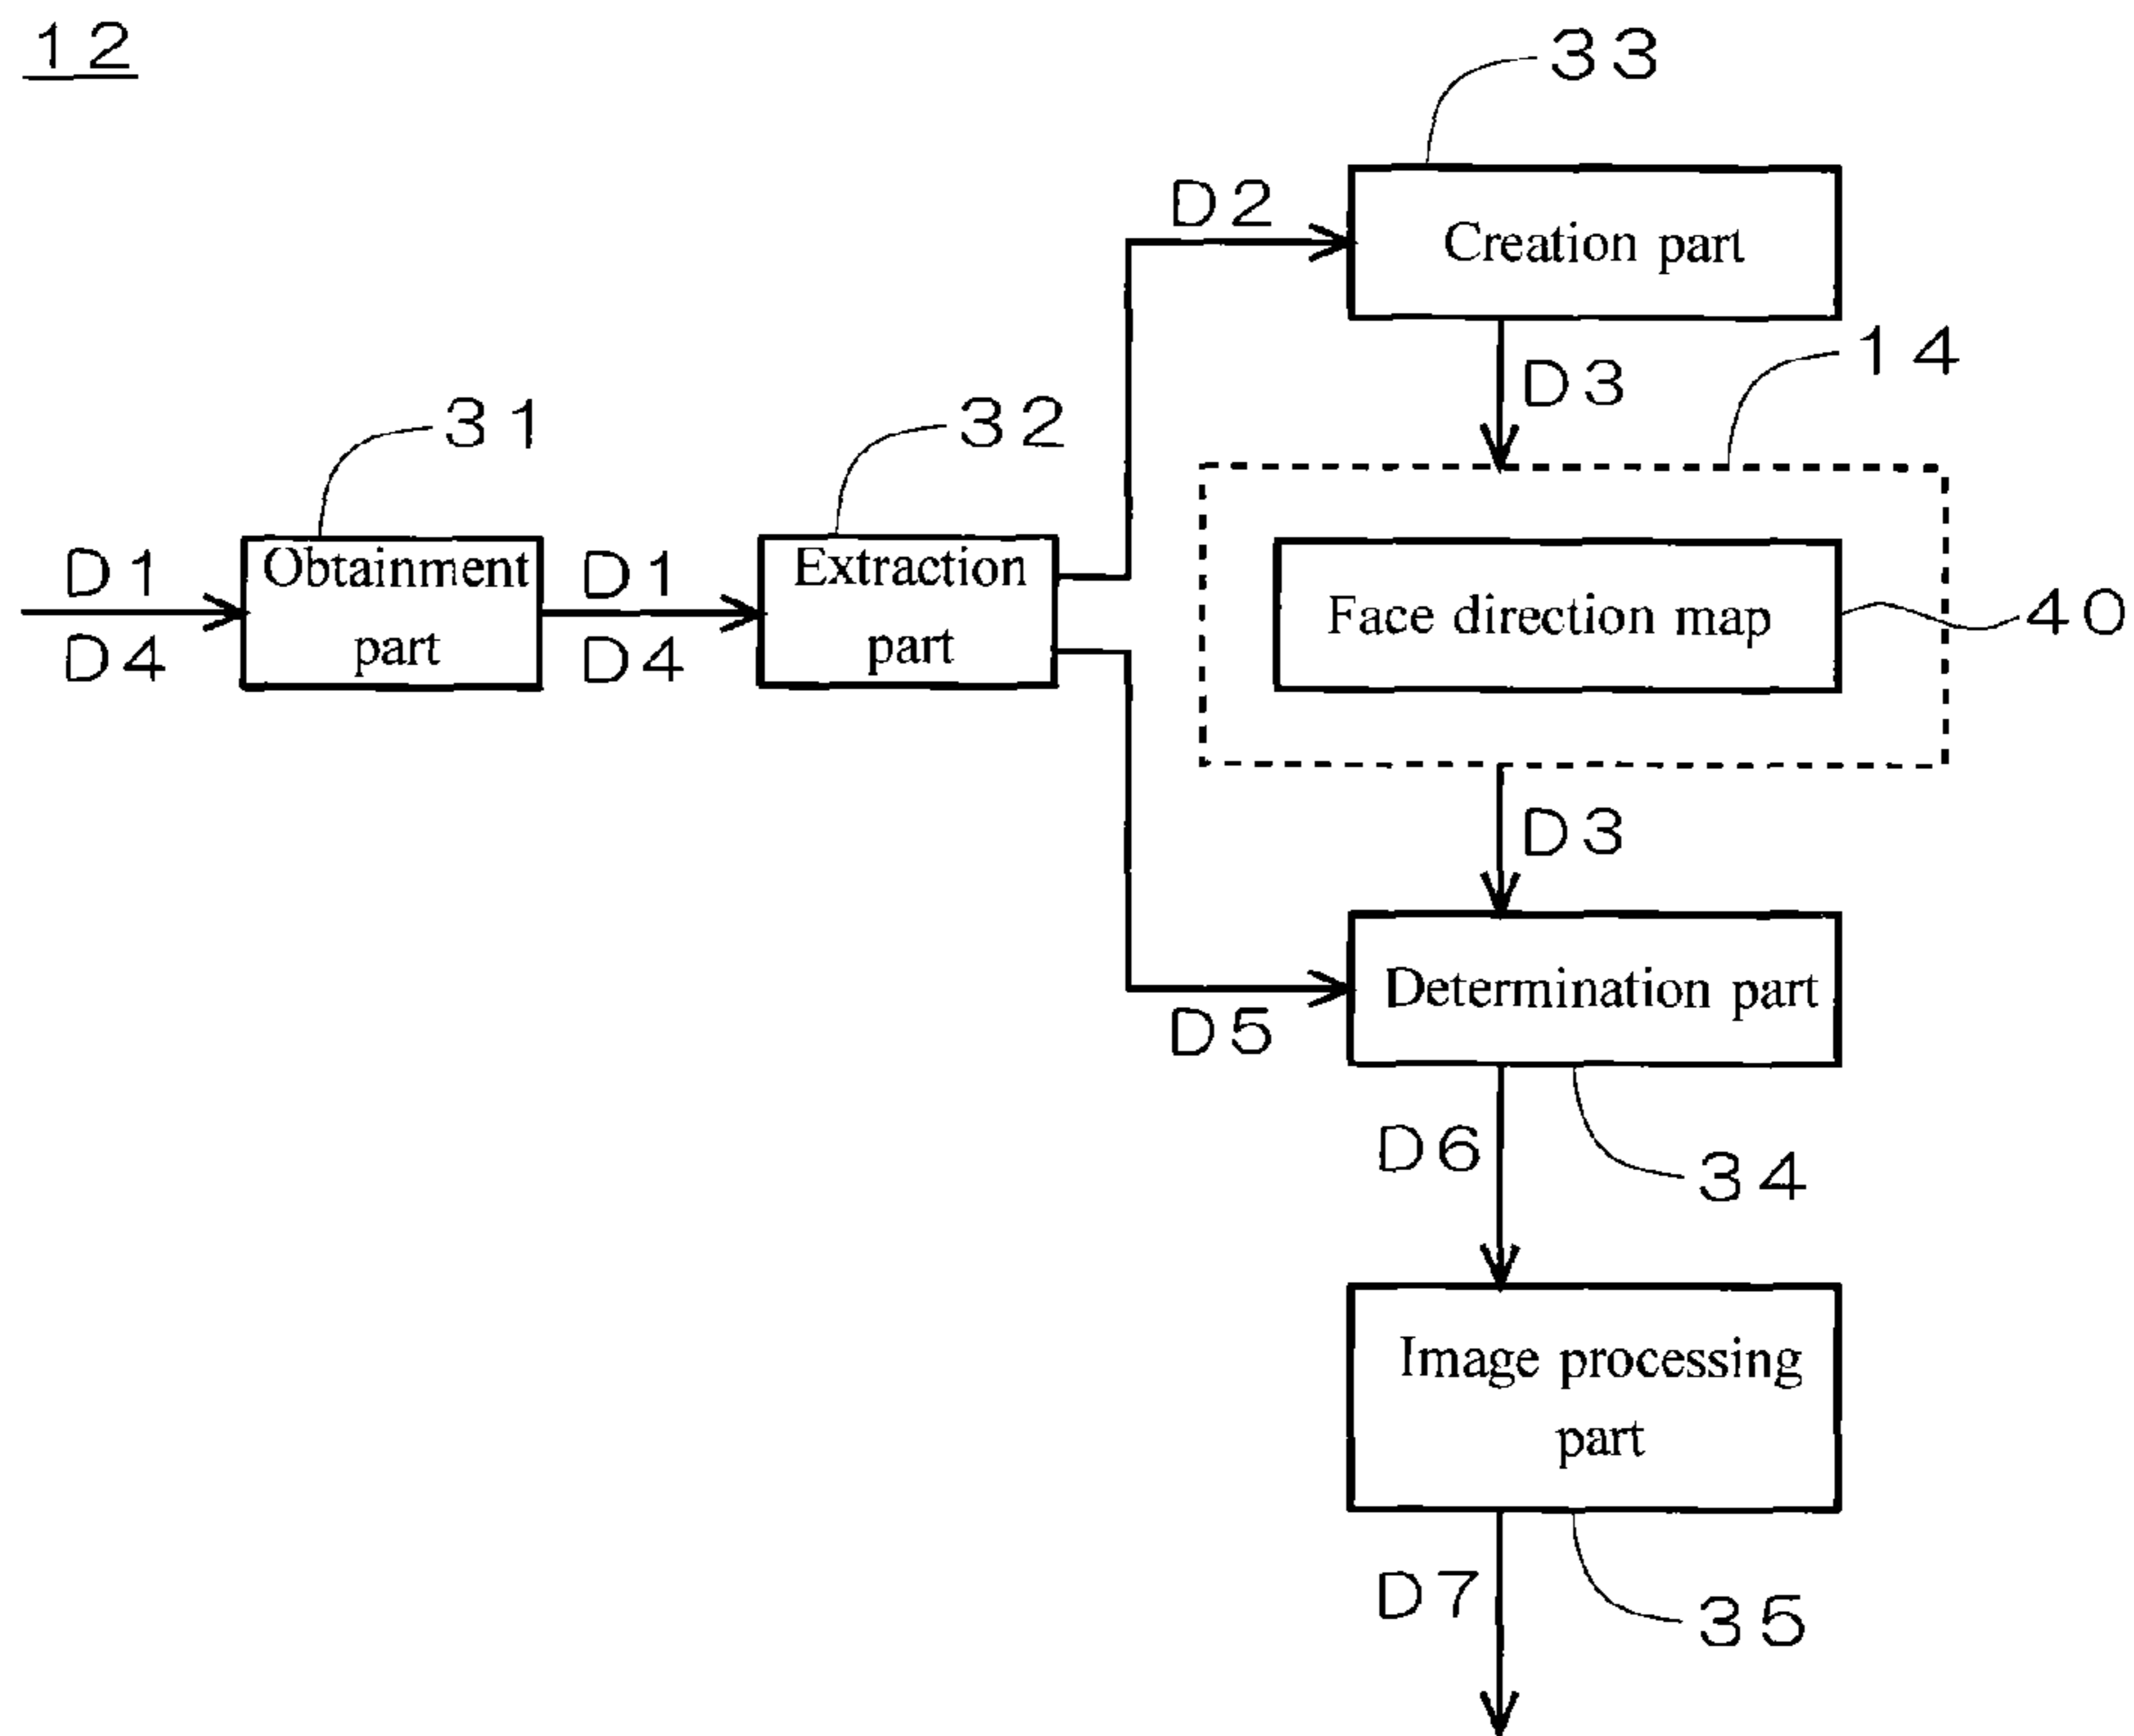 12
33
D2
Creation part
14
D3
31
32
D1
Obtainment
part
D4
D1
D4
Extraction
part
Face direction map
40
D3
Determination part
D5
D6
34
Image processing
part
D7
35